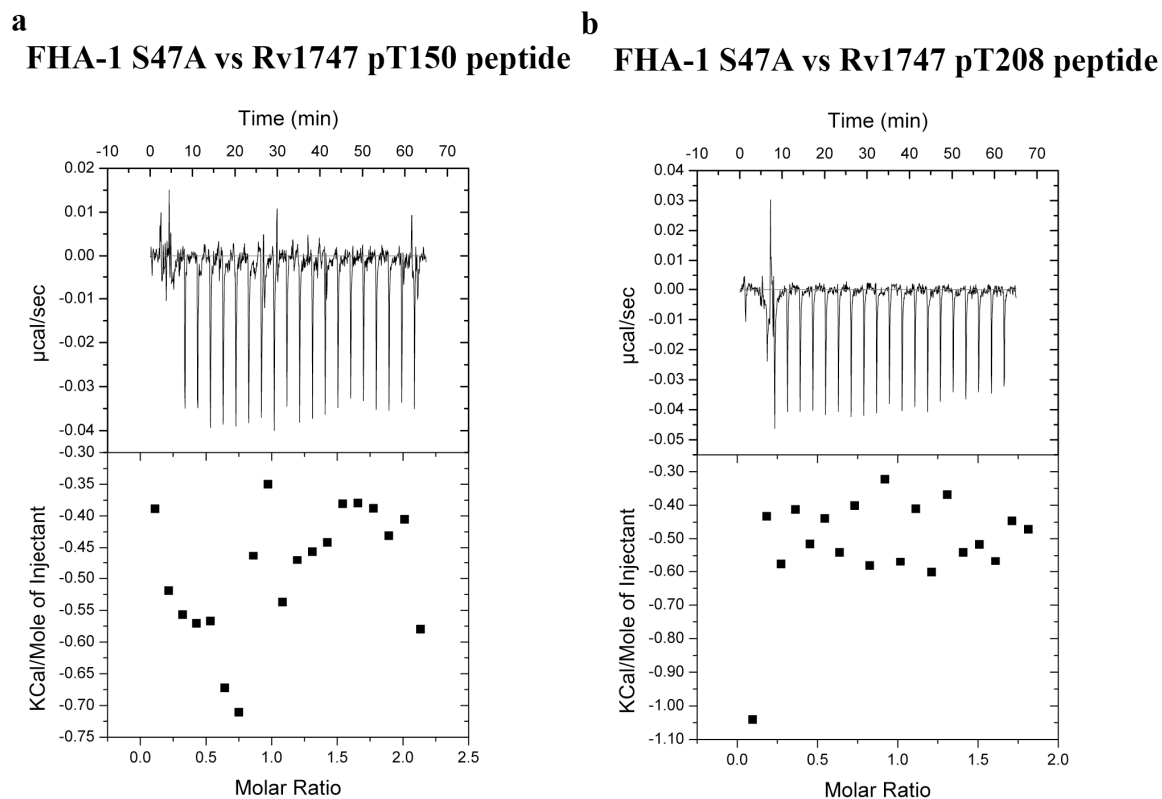 a
FHA-1 S47A vs Rv1747 pT150 peptide
Time (min)
-10 0 10 20 30 40 50 60 70
0.02
0.01
0.00
-0.01
-0.02
-0.03
-0.04
µcal/sec
-0.30
-0.35
-0.40
-0.45
-0.50
-0.55
-0.60
-0.65
-0.70
-0.75
KCal/Mole of Injectant
0.0 0.5 1.0 1.5 2.0 2.5
Molar Ratio
b
FHA-1 S47A vs Rv1747 pT208 peptide
Time (min)
-10 0 10 20 30 40 50 60 70
0.04
0.03
0.02
0.01
0.00
-0.01
-0.02
-0.03
-0.04
-0.05
µcal/sec
-0.30
-0.40
-0.50
-0.60
-0.70
-0.80
-0.90
-1.00
-1.10
KCal/Mole of Injectant
0.0 0.5 1.0 1.5 2.0
Molar Ratio